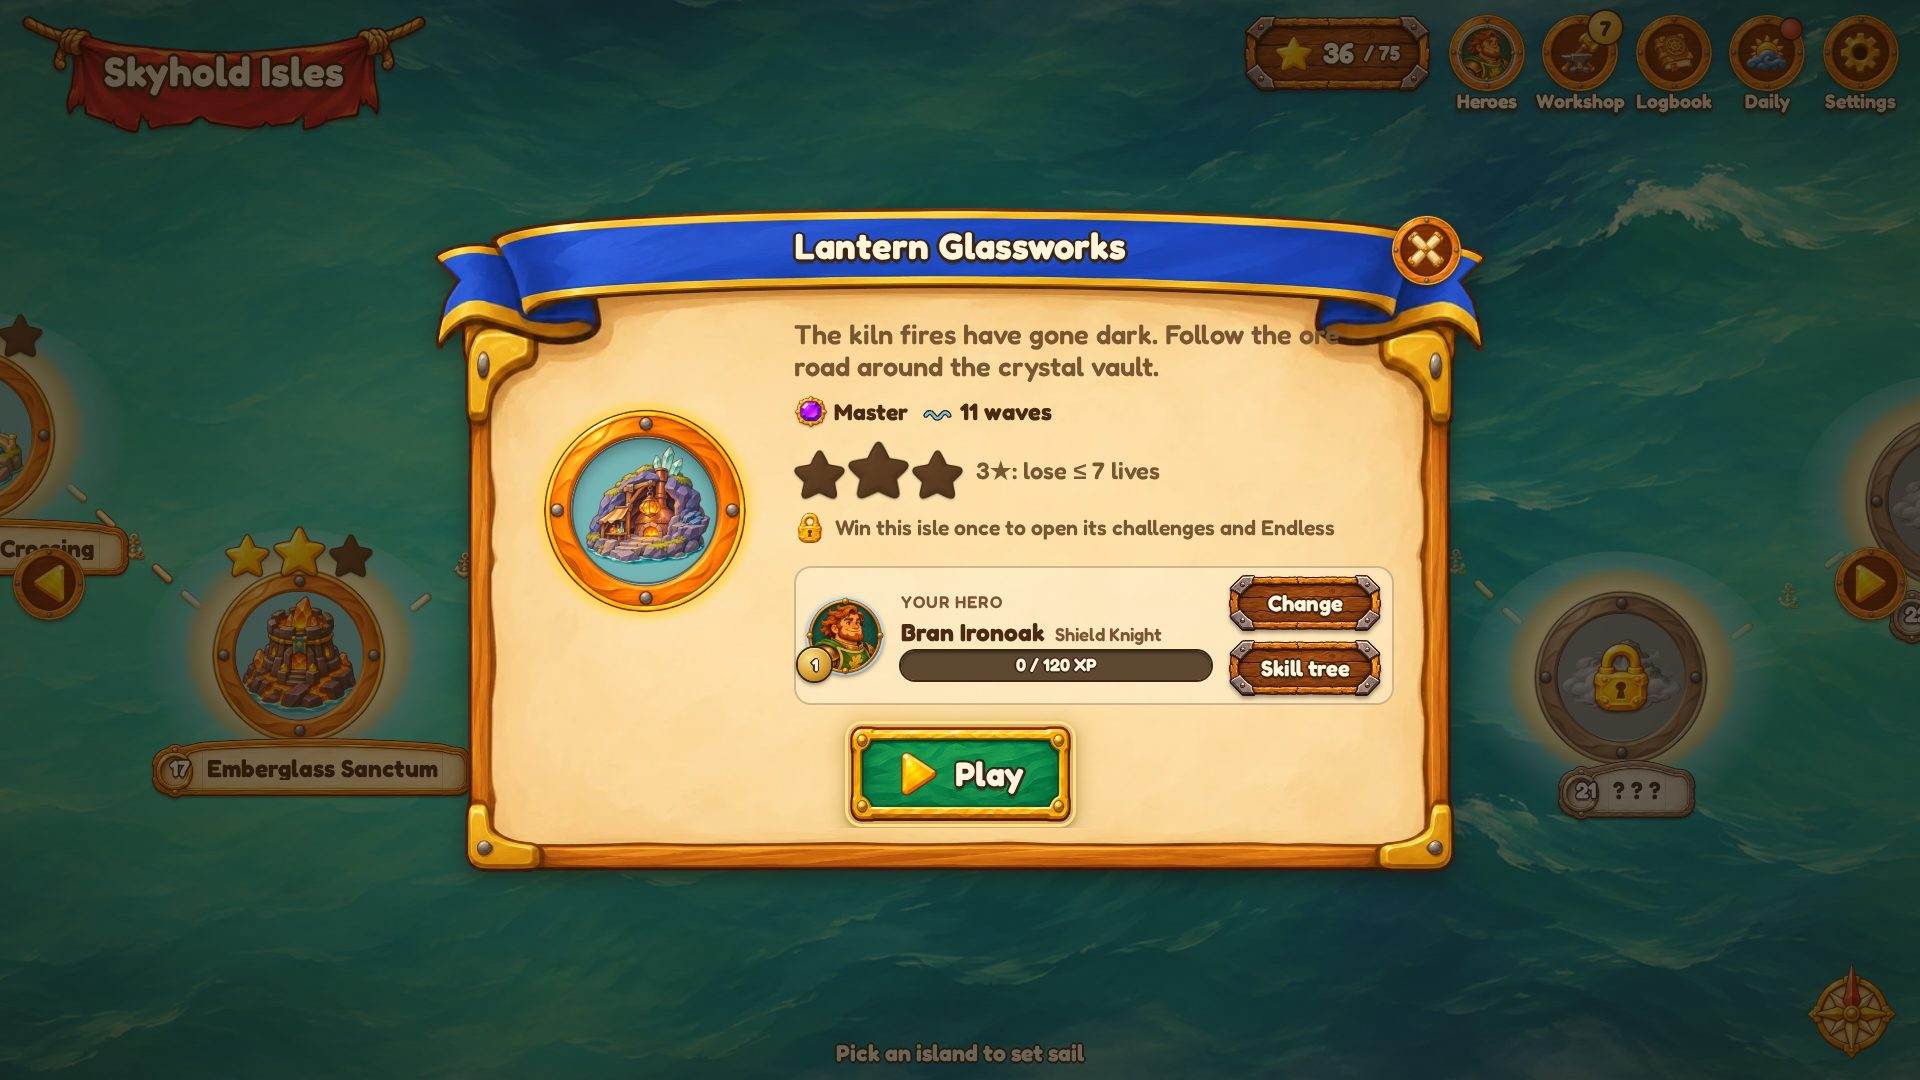 Skyhold Isles
36 / 75
7
Heroes
Workshop
Logbook
Daily
Settings
Lantern Glassworks
The kiln fires have gone dark. Follow the ore
road around the crystal vault.
Master
11 waves
3★: lose ≤ 7 lives
Win this isle once to open its challenges and Endless
YOUR HERO
Bran Ironoak Shield Knight
1
0 / 120 XP
Change
Skill tree
Play
Crossing
17 Emberglass Sanctum
21 ? ? ?
Pick an island to set sail